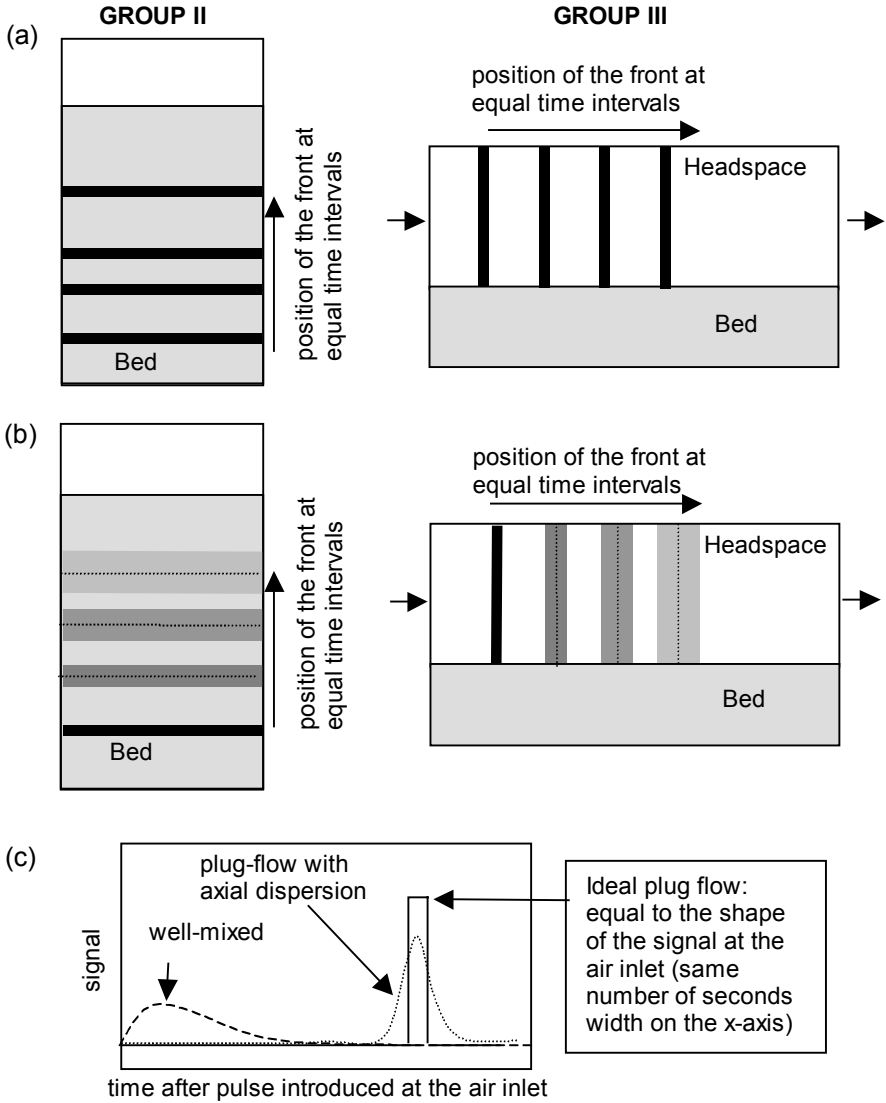 GROUP II
GROUP III
(a)
position of the front at
equal time intervals
Bed
position of the front at
equal time intervals
Headspace
Bed
(b)
position of the front at
equal time intervals
Bed
position of the front at
equal time intervals
Headspace
Bed
(c)
signal
well-mixed
plug-flow with
axial dispersion
Ideal plug flow:
equal to the shape
of the signal at the
air inlet (same
number of seconds
width on the x-axis)
time after pulse introduced at the air inlet